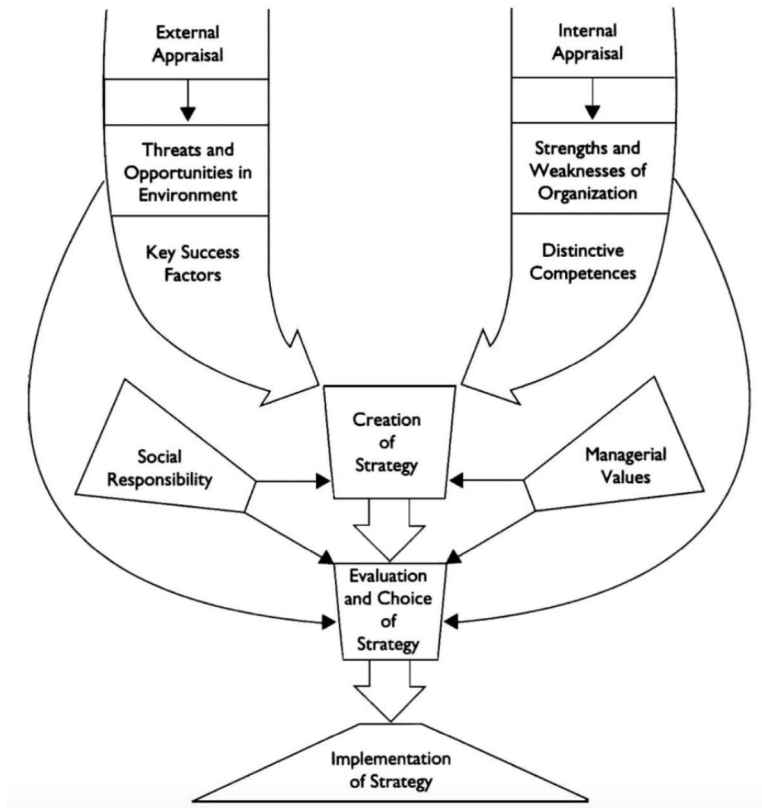 External
Appraisal
Internal
Appraisal
Threats and
Opportunities in
Environment
Strengths and
Weaknesses of
Organization
Key Success
Factors
Distinctive
Competences
Creation
of
Strategy
Social
Responsibility
Managerial
Values
Evaluation
and Choice
of
Strategy
Implementation
of Strategy